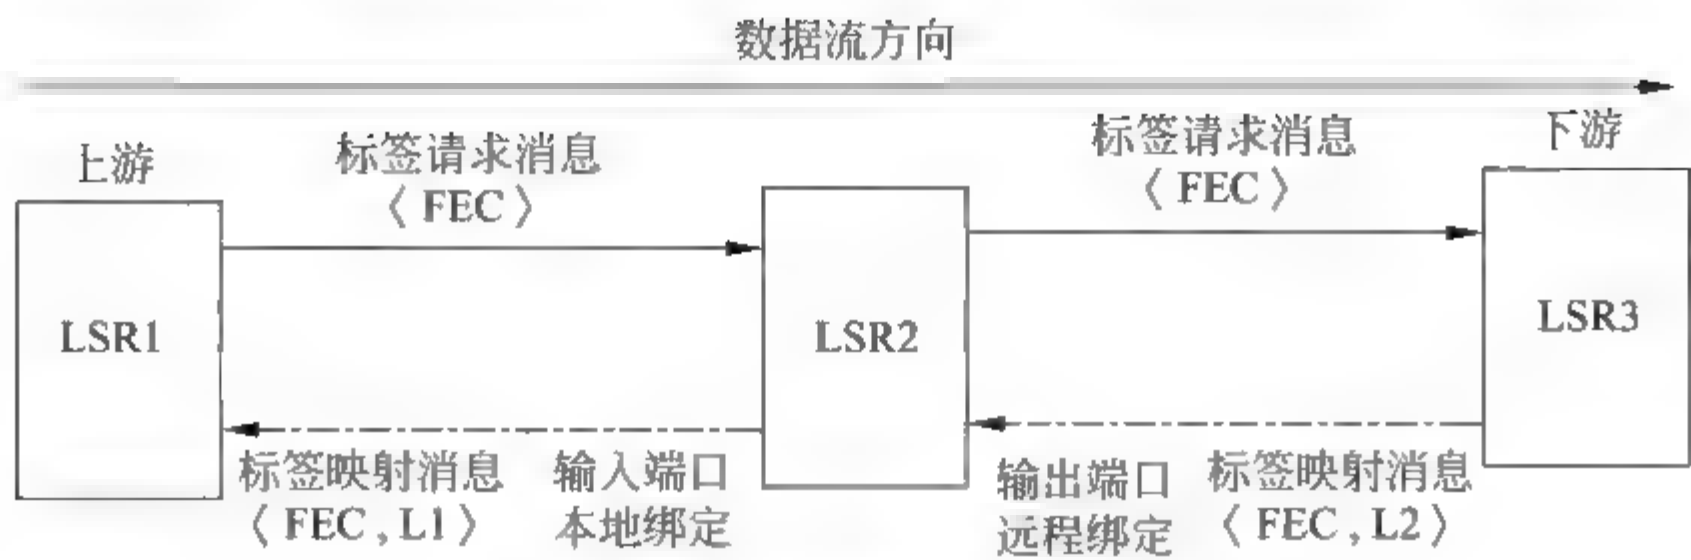 数据流方向
上游
标签请求消息
〈 FEC 〉
标签请求消息
〈 FEC 〉
下游
LSR1
LSR2
LSR3
标签映射消息
〈 FEC , L1 〉
输入端口
本地绑定
输出端口
远程绑定
标签映射消息
〈 FEC , L2 〉